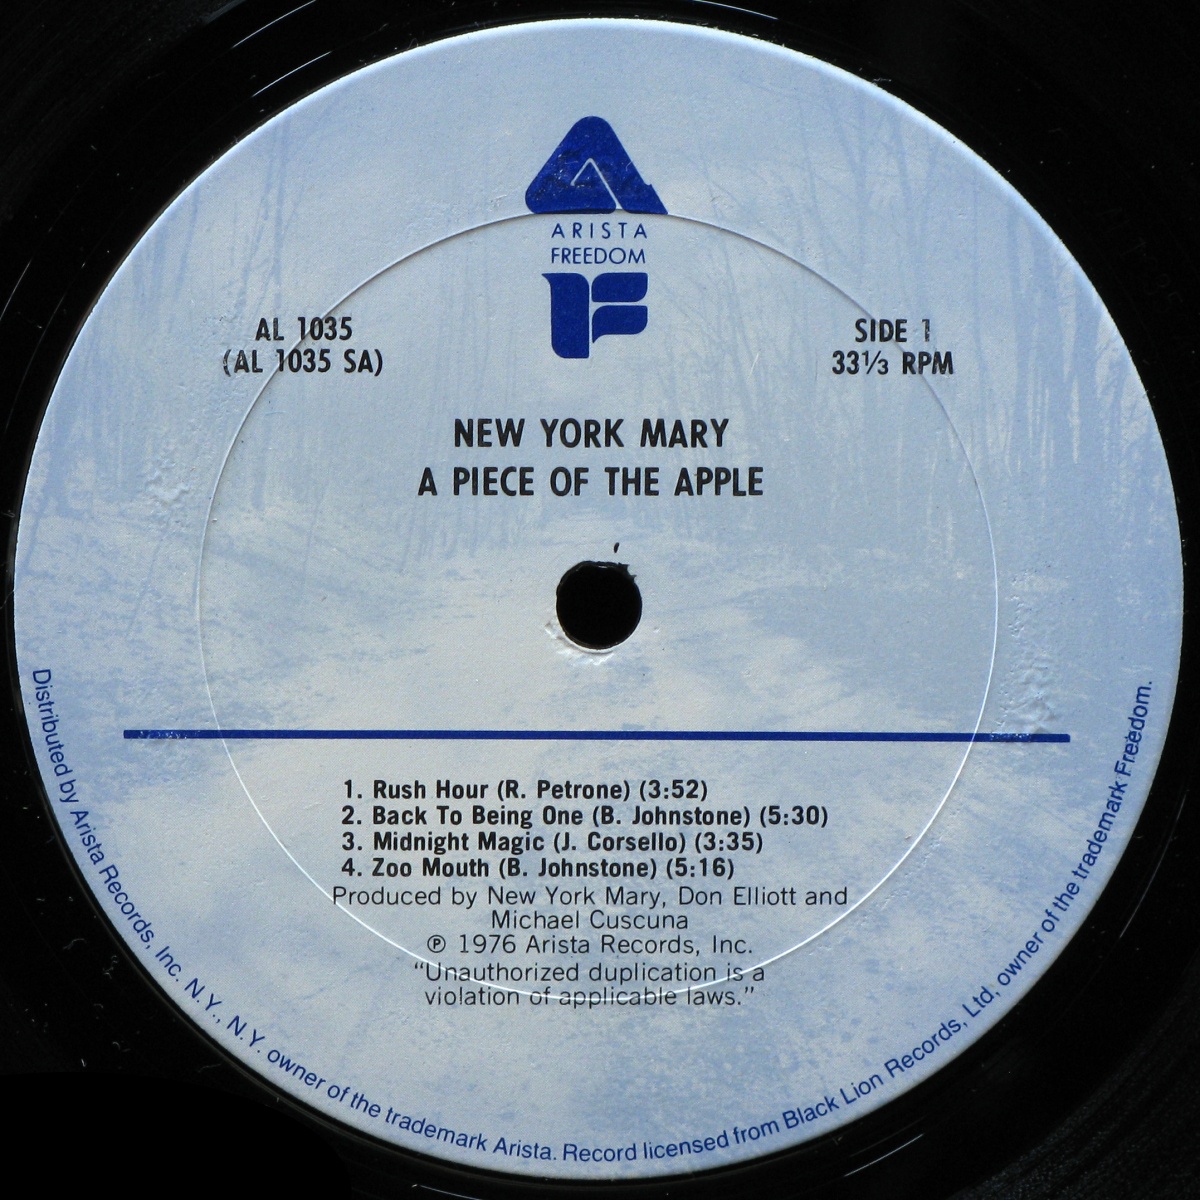 ARISTA
FREEDOM
AL 1035
(AL 1035 SA)
SIDE 1
33⅓ RPM
NEW YORK MARY
A PIECE OF THE APPLE
1. Rush Hour (R. Petrone) (3:52)
2. Back To Being One (B. Johnstone) (5:30)
3. Midnight Magic (J. Corsello) (3:35)
4. Zoo Mouth (B. Johnstone) (5:16)
Produced by New York Mary, Don Elliott and
Michael Cuscuna
℗ 1976 Arista Records, Inc.
“Unauthorized duplication is a
violation of applicable laws.”
Distributed by Arista Records, Inc. N.Y., N.Y. owner of the trademark Arista. Record licensed from Black Lion Records, Ltd, owner of the trademark Freedom.